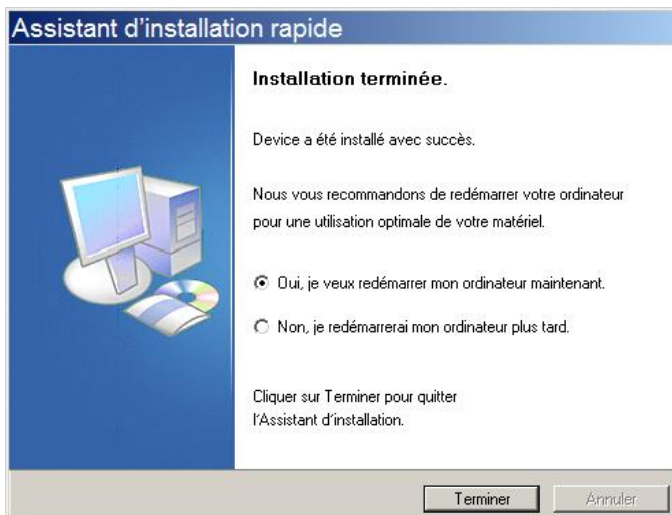 Assistant d'installation rapide
Installation terminée.
Device a été installé avec succès.
Nous vous recommandons de redémarrer votre ordinateur
pour une utilisation optimale de votre matériel.
Oui, je veux redémarrer mon ordinateur maintenant.
Non, je redémarrerai mon ordinateur plus tard.
Cliquer sur Terminer pour quitter
l'Assistant d'installation.
Terminer
Annuler